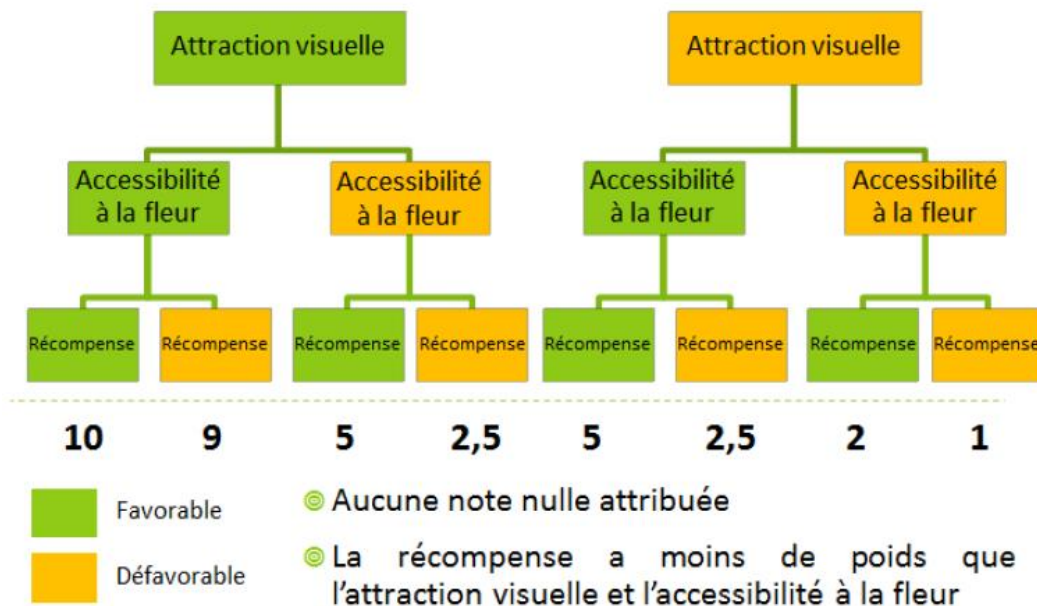 Attraction visuelle
Attraction visuelle
Accessibilité
à la fleur
Accessibilité
à la fleur
Accessibilité
à la fleur
Accessibilité
à la fleur
Récompense
Récompense
Récompense
Récompense
Récompense
Récompense
Récompense
Récompense
10 9 5 2,5 5 2,5 2 1
Favorable
Défavorable
Aucune note nulle attribuée
La récompense a moins de poids que
l'attraction visuelle et l'accessibilité à la fleur